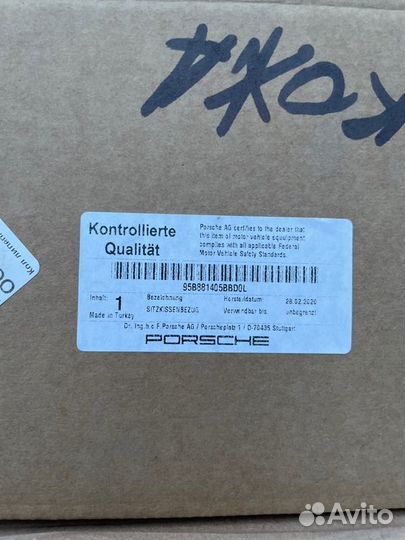 КОЖА
Kontrollierte
Qualität
Porsche AG certifies to the dealer that
this item of motor vehicle equipment
complies with all applicable Federal
Motor Vehicle Safety Standards.
95B881405BBD0L
Inhalt: 1 Bezeichnung Herstelldatum 28.02.2020
SITZKISSENBEZUG Verwendbar bis unbegrenzt
Made in Turkey
Dr. Ing.h.c F.Porsche AG / Porscheplatz 1 / D-70435 Stuttgart
PORSCHE
Avito